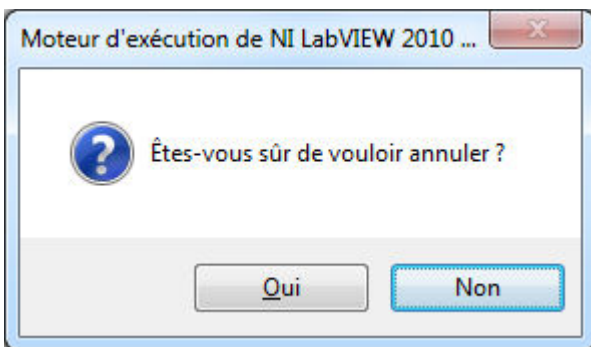 Moteur d'exécution de NI LabVIEW 2010 ...
Êtes-vous sûr de vouloir annuler ?
Oui
Non